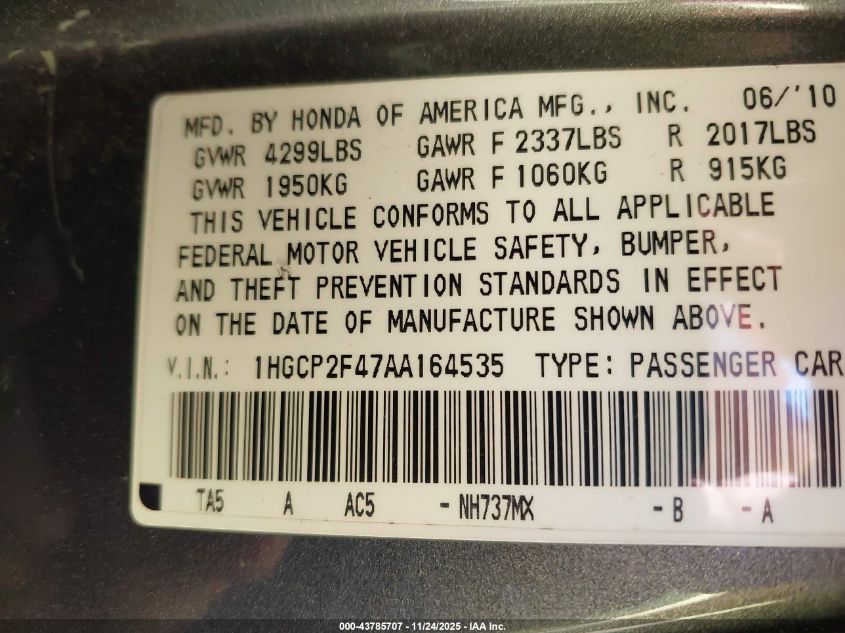 MFD. BY HONDA OF AMERICA MFG., INC. 06/'10
GVWR 4299LBS GAWR F 2337LBS R 2017LBS
GVWR 1950KG GAWR F 1060KG R 915KG
THIS VEHICLE CONFORMS TO ALL APPLICABLE
FEDERAL MOTOR VEHICLE SAFETY, BUMPER,
AND THEFT PREVENTION STANDARDS IN EFFECT
ON THE DATE OF MANUFACTURE SHOWN ABOVE.
V.I.N.: 1HGCP2F47AA164535 TYPE: PASSENGER CAR
TA5 A AC5 - NH737MX - B - A
000-43785707 - 11/24/2025 - IAA Inc.